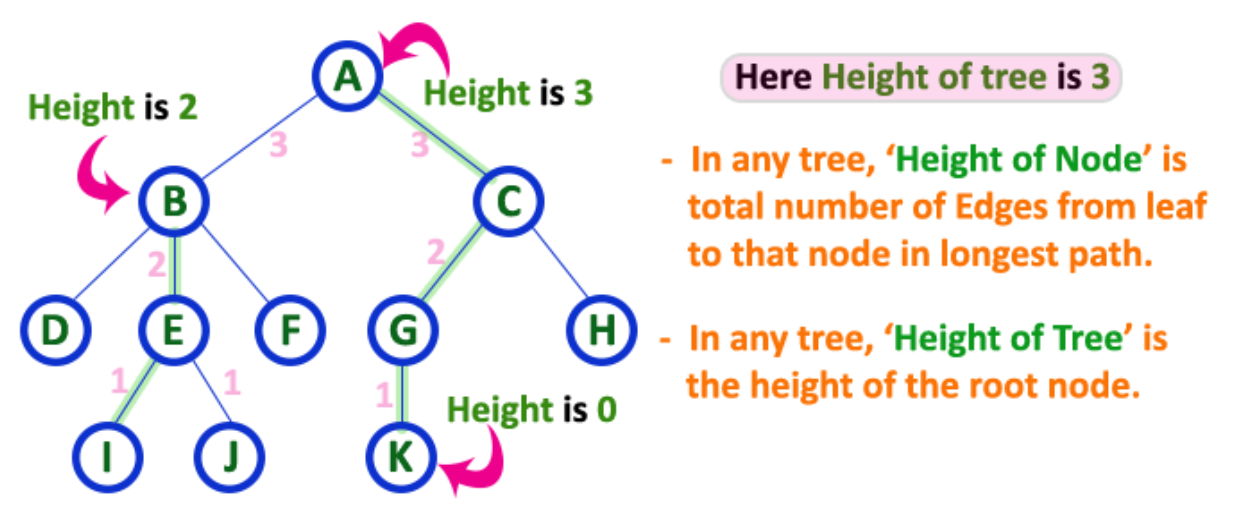 A
Height is 3
Here Height of tree is 3
Height is 2
3
3
- In any tree, ‘Height of Node’ is
total number of Edges from leaf
to that node in longest path.
B
C
2
2
D
E
F
G
H
- In any tree, ‘Height of Tree’ is
the height of the root node.
1
1
1
Height is 0
I
J
K